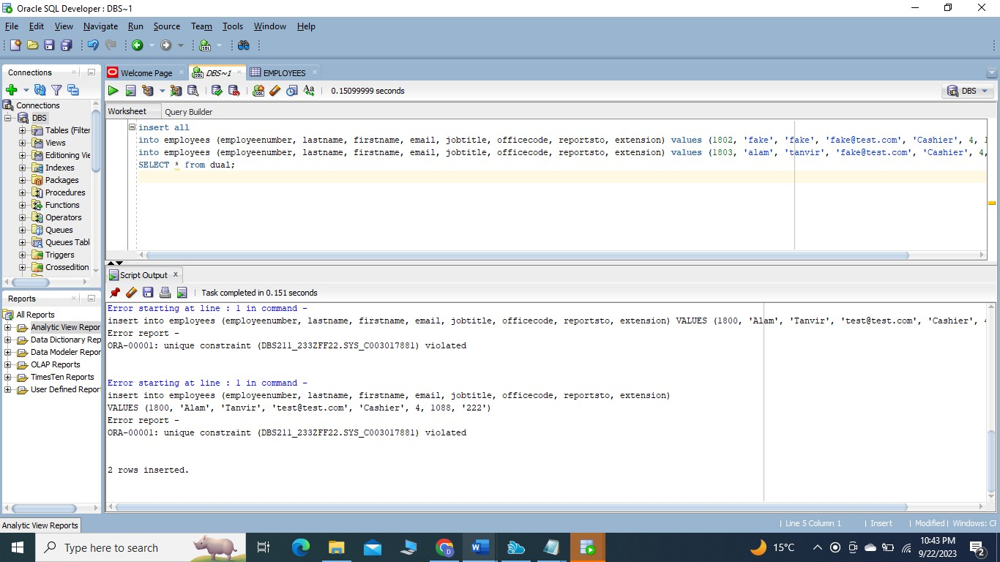 Oracle SQL Developer : DBS~1
File Edit View Navigate Run Source Team Tools Window Help
Connections
Welcome Page
DBS~1
EMPLOYEES
0.15099999 seconds
DBS
Worksheet Query Builder
Connections
DBS
Tables (Filter
Views
Editioning Vie
Indexes
Packages
Procedures
Functions
Operators
Queues
Queues Tabl
Triggers
Crossedition
insert all
into employees (employeenumber, lastname, firstname, email, jobtitle, officecode, reportsto, extension) values (1802, 'fake', 'fake', 'fake@test.com', 'Cashier', 4, 1
into employees (employeenumber, lastname, firstname, email, jobtitle, officecode, reportsto, extension) values (1803, 'alam', 'tanvir', 'fake@test.com', 'Cashier', 4,
SELECT * from dual;
Script Output
Task completed in 0.151 seconds
Error starting at line : 1 in command -
insert into employees (employeenumber, lastname, firstname, email, jobtitle, officecode, reportsto, extension) VALUES (1800, 'Alam', 'Tanvir', 'test@test.com', 'Cashier', 4
Error report -
ORA-00001: unique constraint (DBS211_233ZFF22.SYS_C003017881) violated
Error starting at line : 1 in command -
insert into employees (employeenumber, lastname, firstname, email, jobtitle, officecode, reportsto, extension)
VALUES (1800, 'Alam', 'Tanvir', 'test@test.com', 'Cashier', 4, 1088, '222')
Error report -
ORA-00001: unique constraint (DBS211_233ZFF22.SYS_C003017881) violated
2 rows inserted.
Reports
All Reports
Analytic View Repor
Data Dictionary Rep
Data Modeler Repor
OLAP Reports
TimesTen Reports
User Defined Report
Analytic View Reports
Line 5 Column 1 | Insert | Modified | Windows: CF
Type here to search
15°C
10:43 PM
9/22/2023
2